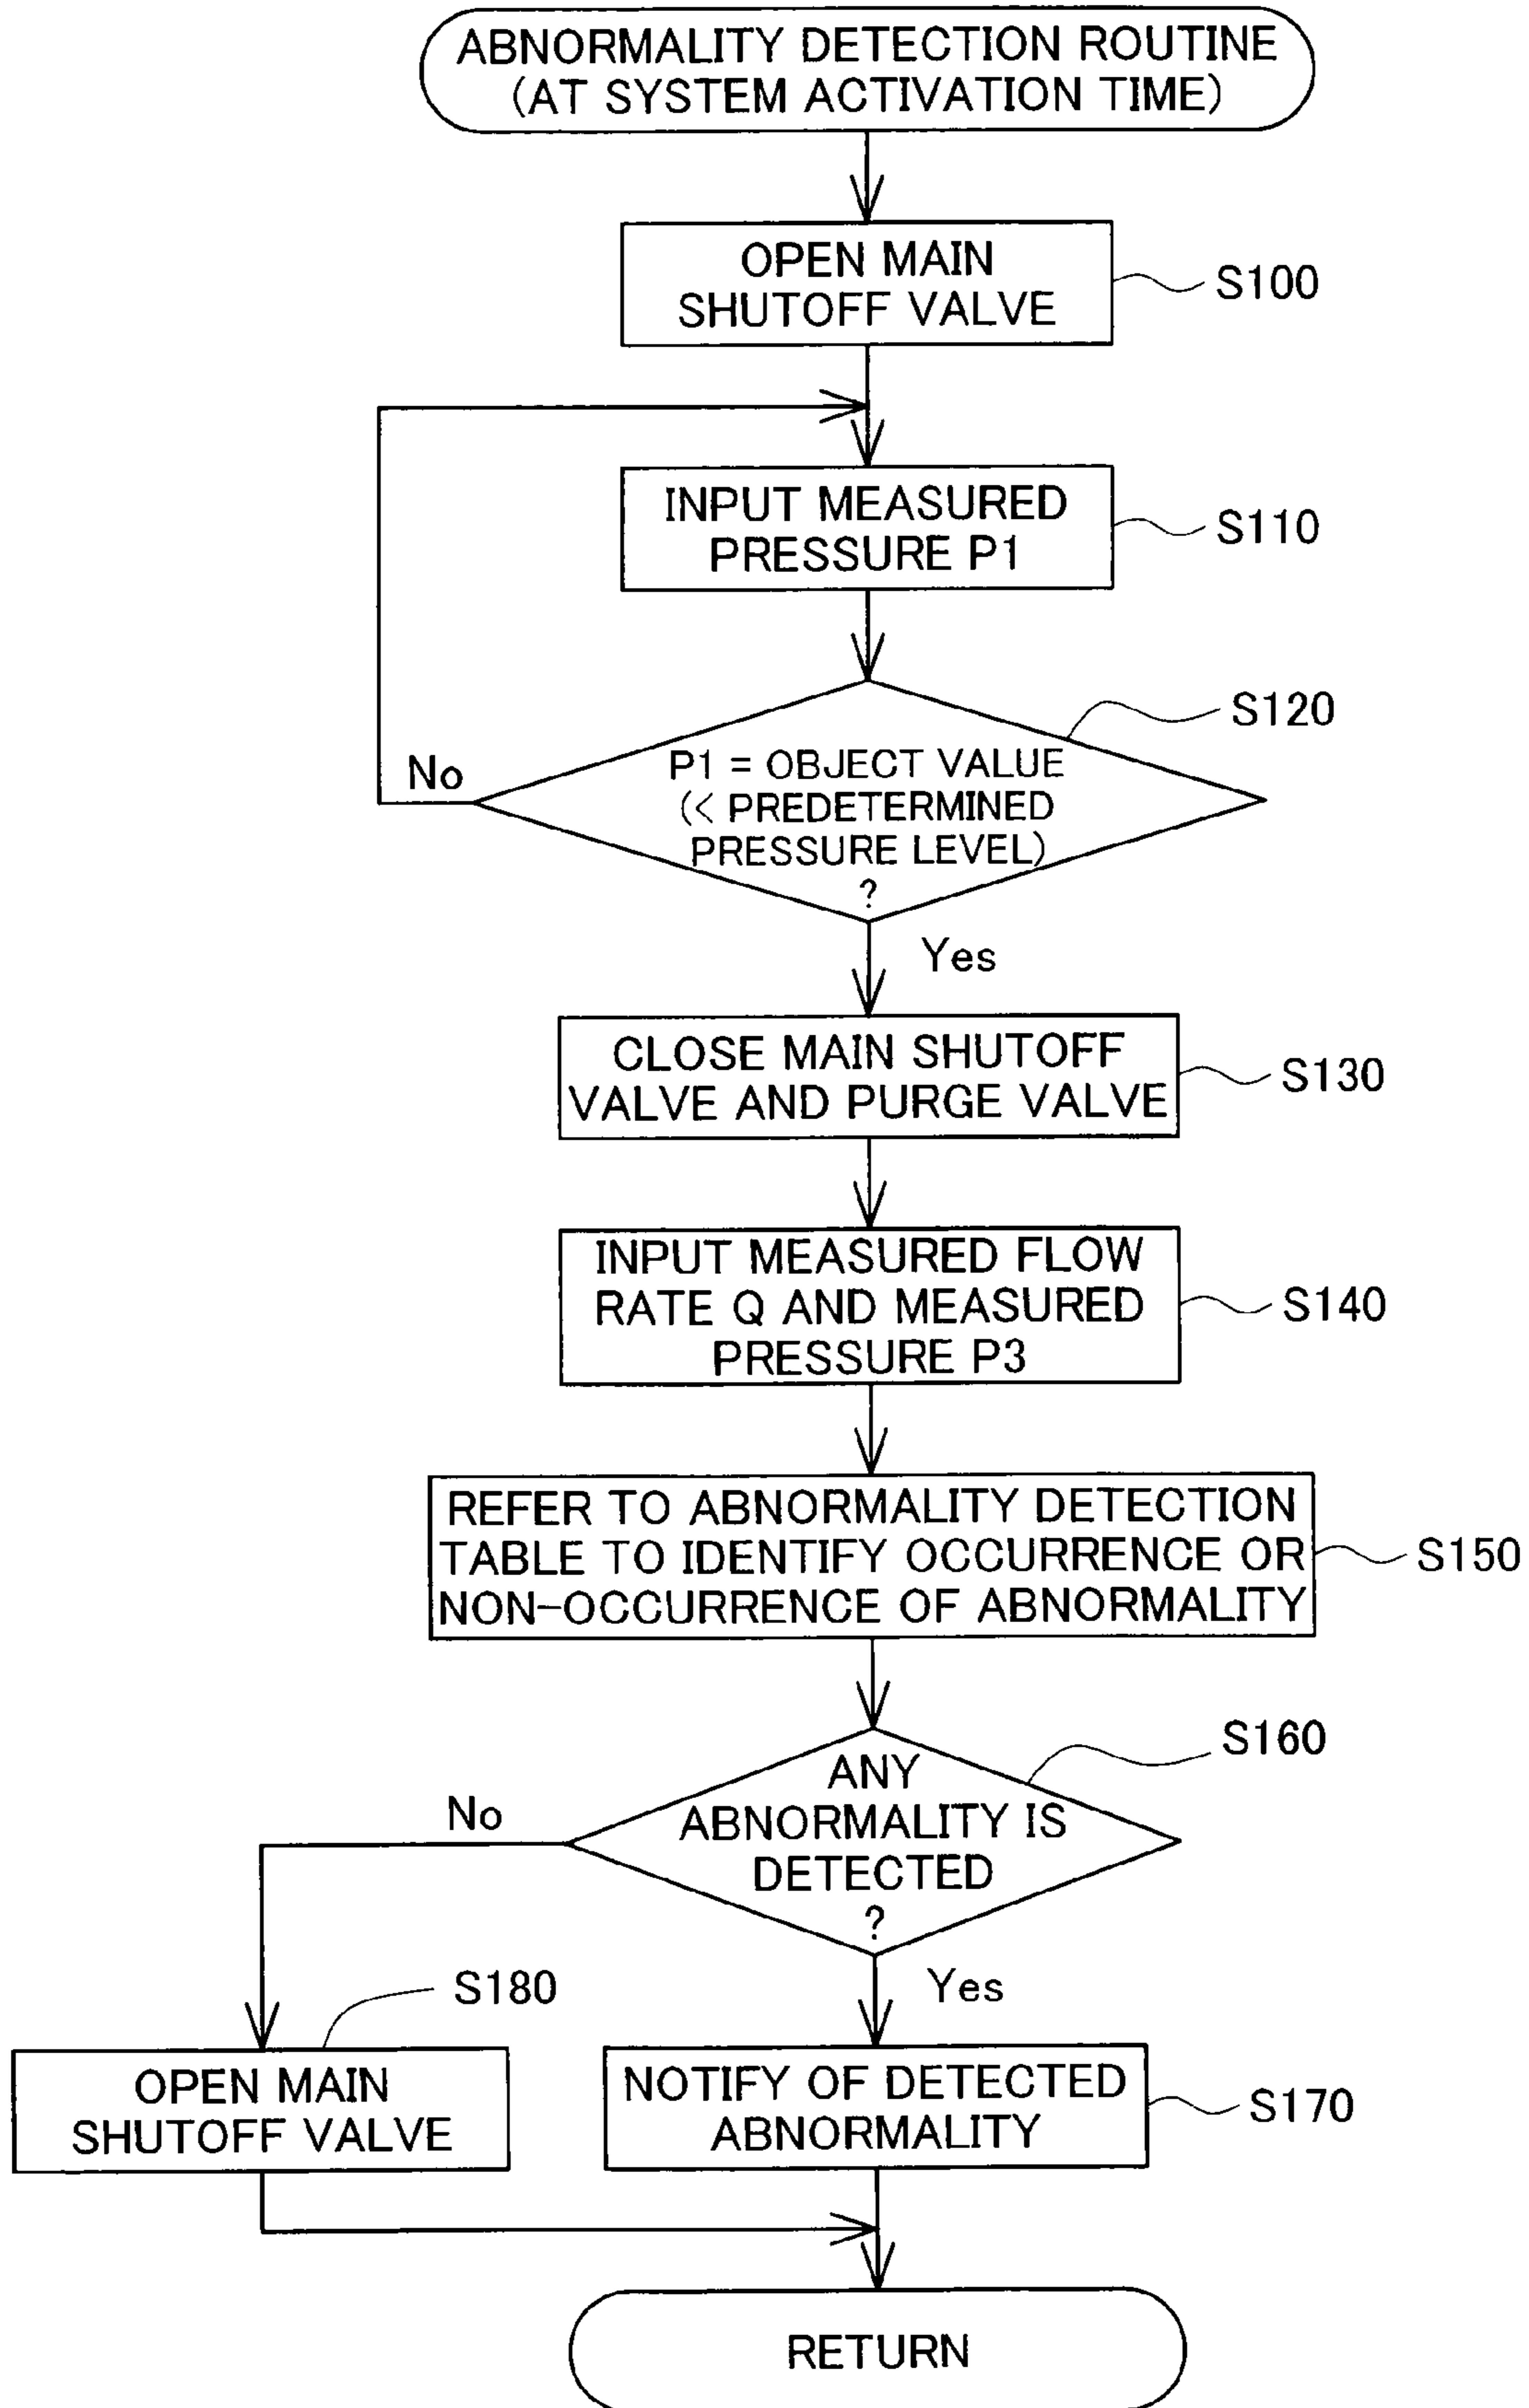 ABNORMALITY DETECTION ROUTINE
(AT SYSTEM ACTIVATION TIME)
OPEN MAIN
SHUTOFF VALVE
S100
INPUT MEASURED
PRESSURE P1
S110
S120
P1 = OBJECT VALUE
(< PREDETERMINED
PRESSURE LEVEL)
?
No
Yes
CLOSE MAIN SHUTOFF
VALVE AND PURGE VALVE
S130
INPUT MEASURED FLOW
RATE Q AND MEASURED
PRESSURE P3
S140
REFER TO ABNORMALITY DETECTION
TABLE TO IDENTIFY OCCURRENCE OR
NON-OCCURRENCE OF ABNORMALITY
S150
S160
ANY
ABNORMALITY IS
DETECTED
?
No
Yes
S180
OPEN MAIN
SHUTOFF VALVE
NOTIFY OF DETECTED
ABNORMALITY
S170
RETURN